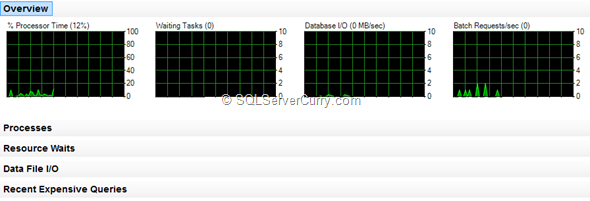 Overview
% Processor Time (12%)
100
80
60
40
20
0
Waiting Tasks (0)
10
8
6
4
2
0
Database I/O (0 MB/sec)
10
8
6
4
2
0
Batch Requests/sec (0)
10
8
6
4
2
0
© SQLServerCurry.com
Processes
Resource Waits
Data File I/O
Recent Expensive Queries